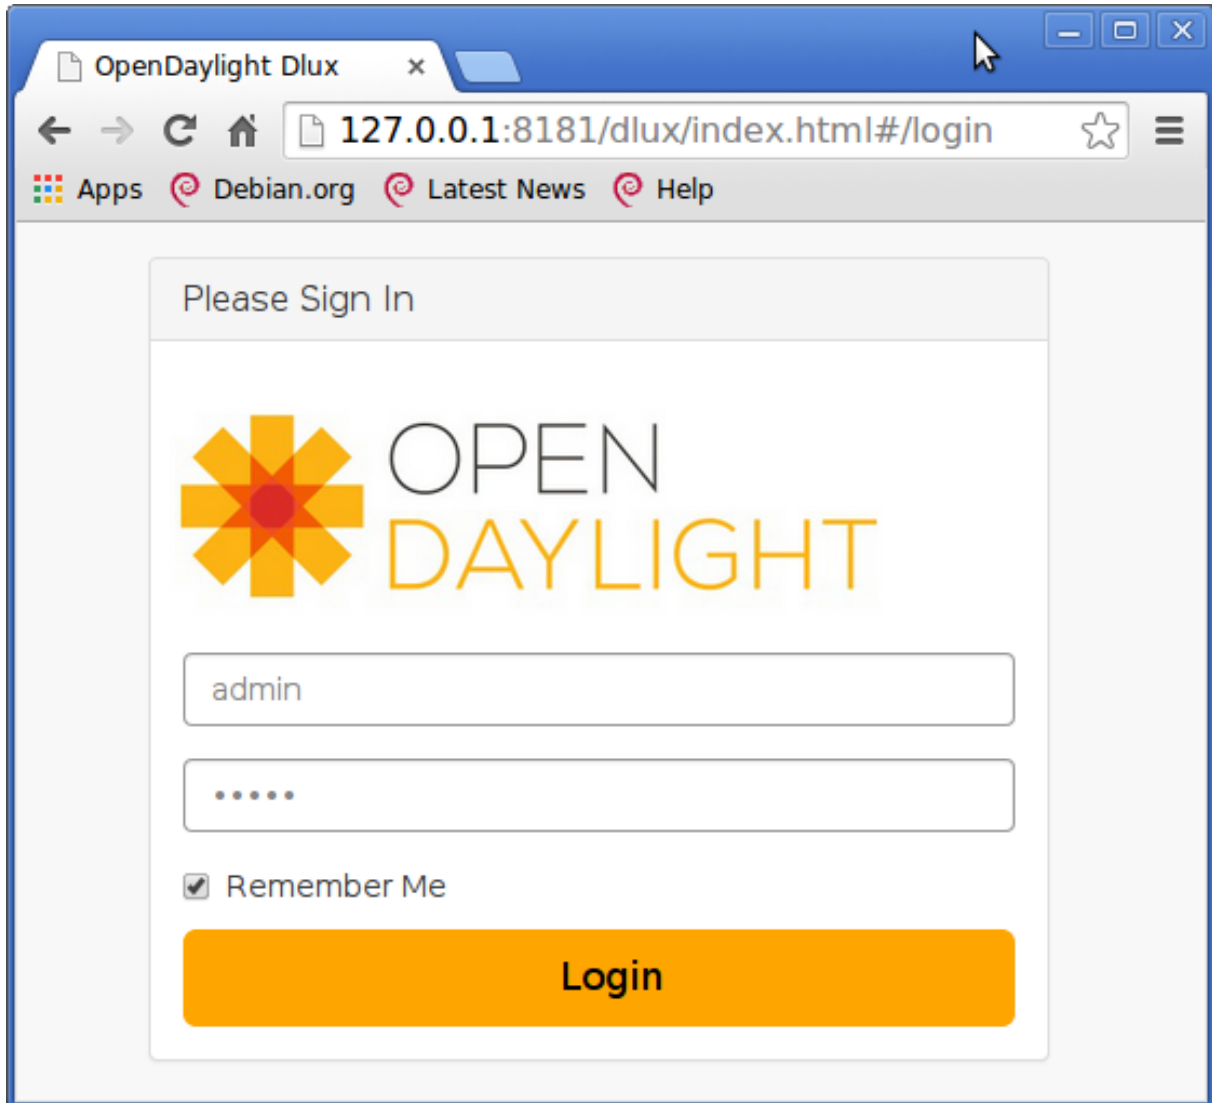 OpenDaylight Dlux
127.0.0.1:8181/dlux/index.html#/login
Apps Debian.org Latest News Help
Please Sign In
OPEN
DAYLIGHT
admin
•••••
Remember Me
Login